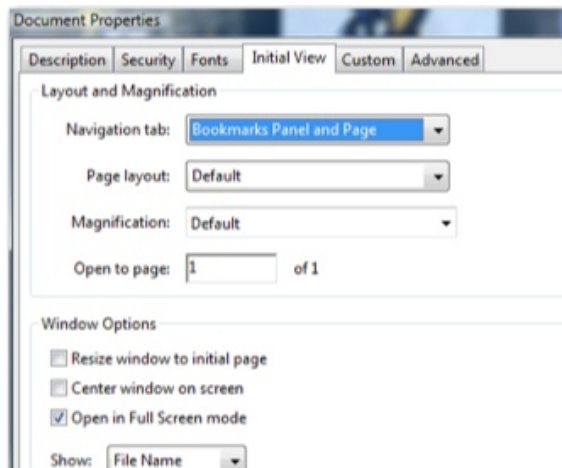 Document Properties
Description Security Fonts Initial View Custom Advanced
Layout and Magnification
Navigation tab: Bookmarks Panel and Page
Page layout: Default
Magnification: Default
Open to page: 1 of 1
Window Options
Resize window to initial page
Center window on screen
Open in Full Screen mode
Show: File Name